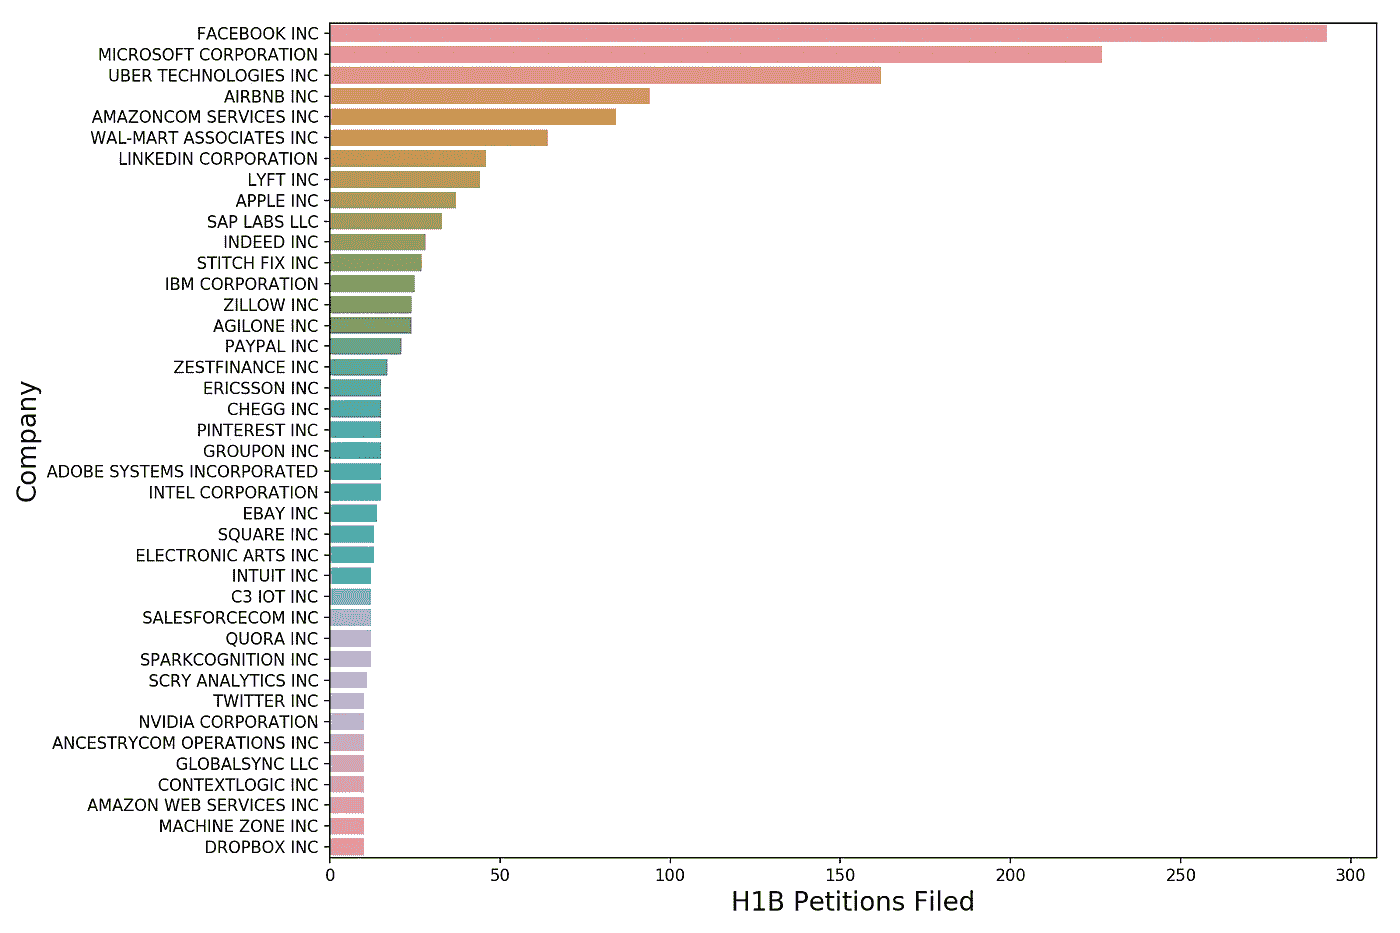 FACEBOOK INC
MICROSOFT CORPORATION
UBER TECHNOLOGIES INC
AIRBNB INC
AMAZONCOM SERVICES INC
WAL-MART ASSOCIATES INC
LINKEDIN CORPORATION
LYFT INC
APPLE INC
SAP LABS LLC
INDEED INC
STITCH FIX INC
IBM CORPORATION
ZILLOW INC
AGILONE INC
PAYPAL INC
ZESTFINANCE INC
ERICSSON INC
CHEGG INC
PINTEREST INC
GROUPON INC
ADOBE SYSTEMS INCORPORATED
INTEL CORPORATION
EBAY INC
SQUARE INC
ELECTRONIC ARTS INC
INTUIT INC
C3 IOT INC
SALESFORCECOM INC
QUORA INC
SPARKCOGNITION INC
SCRY ANALYTICS INC
TWITTER INC
NVIDIA CORPORATION
ANCESTRYCOM OPERATIONS INC
GLOBALSYNC LLC
CONTEXTLOGIC INC
AMAZON WEB SERVICES INC
MACHINE ZONE INC
DROPBOX INC
Company
0 50 100 150 200 250 300
H1B Petitions Filed